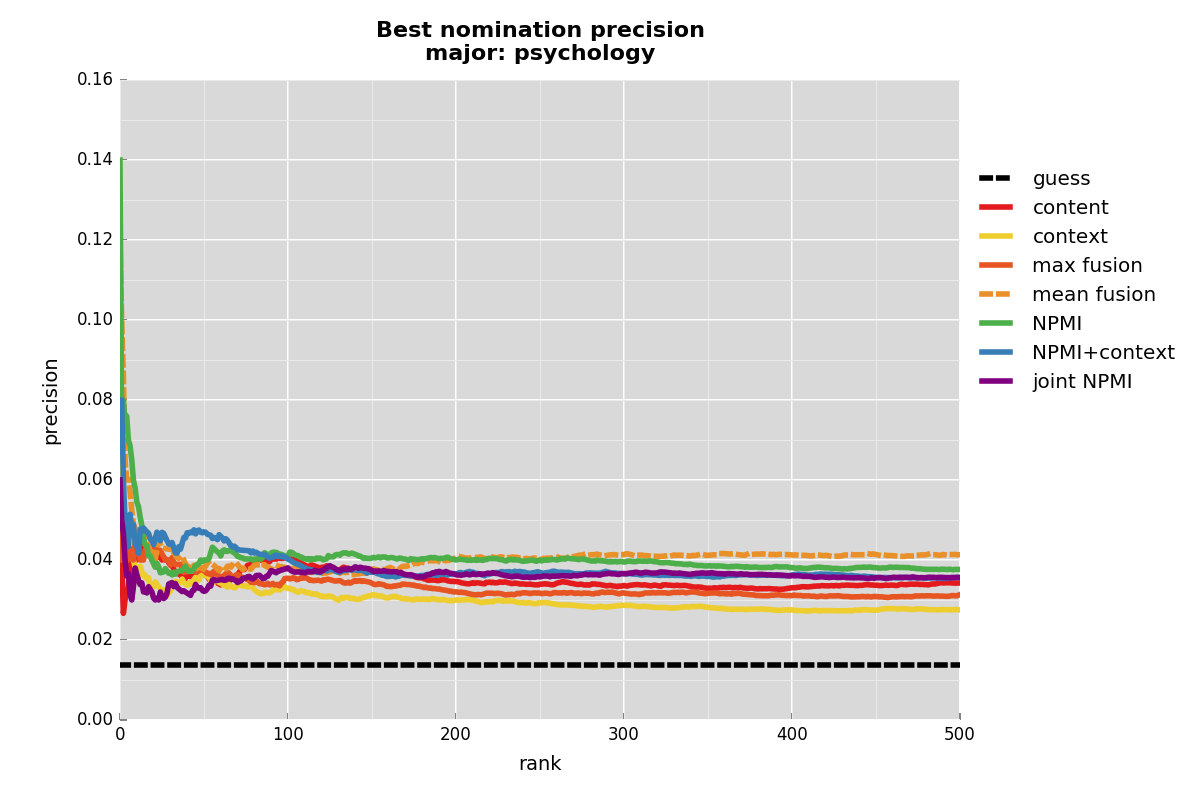 Best nomination precision
major: psychology
0.16
0.14
0.12
0.10
0.08
0.06
0.04
0.02
0.00
precision
0
100
200
300
400
500
rank
guess
content
context
max fusion
mean fusion
NPMI
NPMI+context
joint NPMI